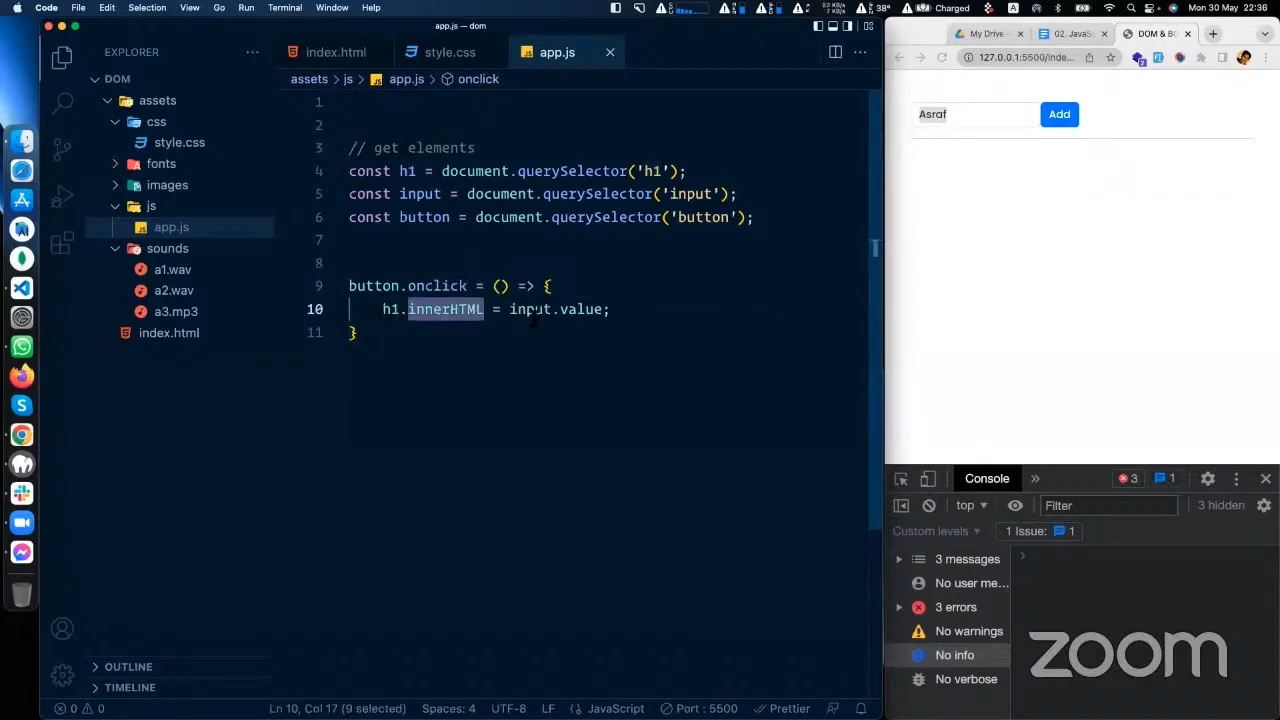 Code File Edit Selection View Go Run Terminal Window Help
38° Charged A Mon 30 May 22:36
app.js — dom
EXPLORER
DOM
assets
css
style.css
fonts
images
js
app.js
sounds
a1.wav
a2.wav
a3.mp3
index.html
OUTLINE
TIMELINE
index.html style.css app.js
assets > js > app.js > onclick
1
2
3 // get elements
4 const h1 = document.querySelector('h1');
5 const input = document.querySelector('input');
6 const button = document.querySelector('button');
7
8
9 button.onclick = () => {
10 h1.innerHTML = input.value;
11 }
0 0 Ln 10, Col 17 (9 selected) Spaces: 4 UTF-8 LF JavaScript Port : 5500 Prettier
My Drive - 02. JavaSc DOM & BO
127.0.0.1:5500/inde...
Asraf Add
Console 3 1
top Filter 3 hidden
Custom levels 1 Issue: 1
3 messages
No user me...
3 errors
No warnings
No info
No verbose
zoom